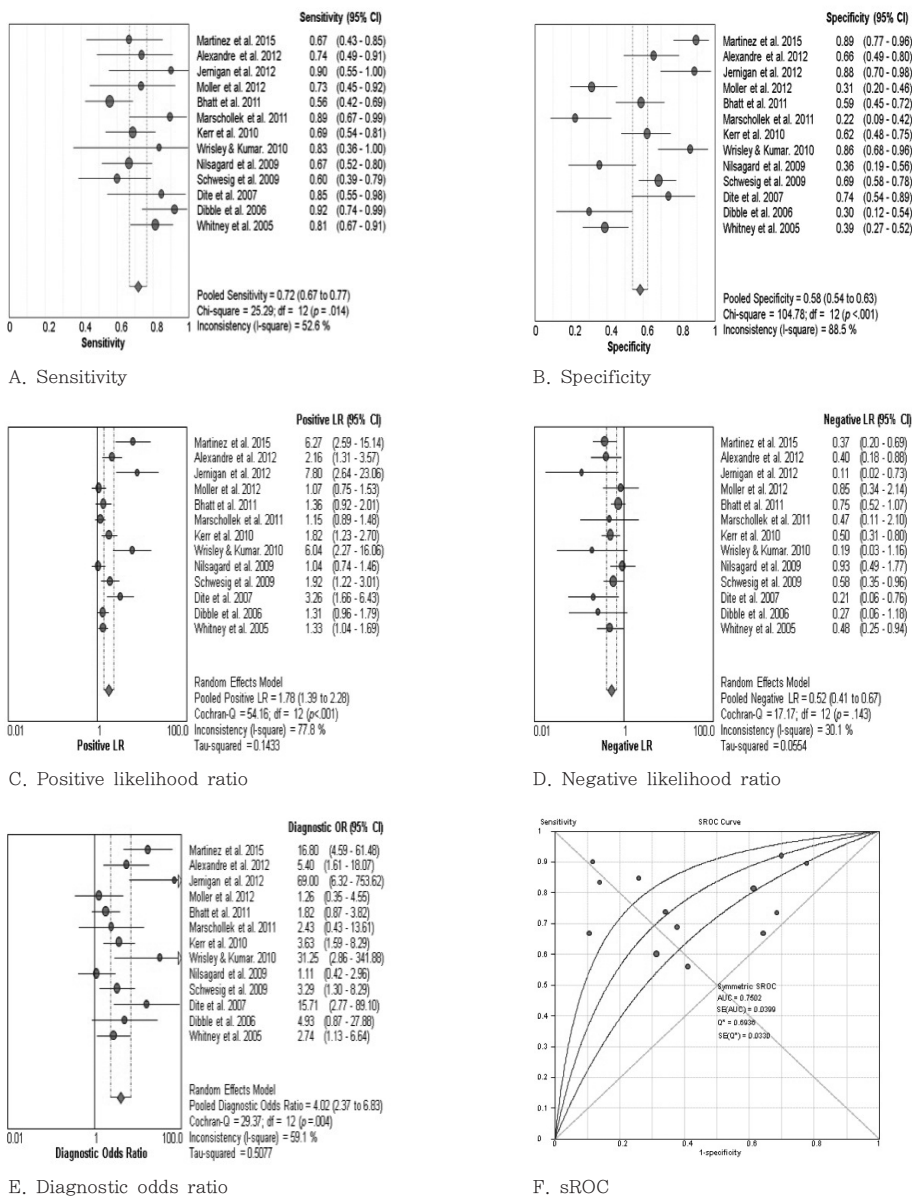 Sensitivity (95% CI)
Martinez et al. 2015 0.67 (0.43 - 0.85)
Alexandre et al. 2012 0.74 (0.49 - 0.91)
Jernigan et al. 2012 0.90 (0.55 - 1.00)
Moller et al. 2012 0.73 (0.45 - 0.92)
Bhatt et al. 2011 0.56 (0.42 - 0.69)
Marschollek et al. 2011 0.89 (0.67 - 0.99)
Kerr et al. 2010 0.69 (0.54 - 0.81)
Wrisley & Kumar. 2010 0.83 (0.36 - 1.00)
Nilsagard et al. 2009 0.67 (0.52 - 0.80)
Schwesig et al. 2009 0.60 (0.39 - 0.79)
Dite et al. 2007 0.85 (0.55 - 0.98)
Dibble et al. 2006 0.92 (0.74 - 0.99)
Whitney et al. 2005 0.81 (0.67 - 0.91)
Pooled Sensitivity = 0.72 (0.67 to 0.77)
Chi-square = 25.29; df = 12 (p = .014)
Inconsistency (I-square) = 52.6 %
0 0.2 0.4 0.6 0.8 1
Sensitivity
A. Sensitivity
Specificity (95% CI)
Martinez et al. 2015 0.89 (0.77 - 0.96)
Alexandre et al. 2012 0.66 (0.49 - 0.80)
Jernigan et al. 2012 0.88 (0.70 - 0.98)
Moller et al. 2012 0.31 (0.20 - 0.46)
Bhatt et al. 2011 0.59 (0.45 - 0.72)
Marschollek et al. 2011 0.22 (0.09 - 0.42)
Kerr et al. 2010 0.62 (0.48 - 0.75)
Wrisley & Kumar. 2010 0.86 (0.68 - 0.96)
Nilsagard et al. 2009 0.36 (0.19 - 0.56)
Schwesig et al. 2009 0.69 (0.58 - 0.78)
Dite et al. 2007 0.74 (0.54 - 0.89)
Dibble et al. 2006 0.30 (0.12 - 0.54)
Whitney et al. 2005 0.39 (0.27 - 0.52)
Pooled Specificity = 0.58 (0.54 to 0.63)
Chi-square = 104.78; df = 12 (p <.001)
Inconsistency (I-square) = 88.5 %
0 0.2 0.4 0.6 0.8 1
Specificity
B. Specificity
Positive LR (95% CI)
Martinez et al. 2015 6.27 (2.59 - 15.14)
Alexandre et al. 2012 2.16 (1.31 - 3.57)
Jernigan et al. 2012 7.80 (2.64 - 23.06)
Moller et al. 2012 1.07 (0.75 - 1.53)
Bhatt et al. 2011 1.36 (0.92 - 2.01)
Marschollek et al. 2011 1.15 (0.89 - 1.48)
Kerr et al. 2010 1.82 (1.23 - 2.70)
Wrisley & Kumar. 2010 6.04 (2.27 - 16.06)
Nilsagard et al. 2009 1.04 (0.74 - 1.46)
Schwesig et al. 2009 1.92 (1.22 - 3.01)
Dite et al. 2007 3.26 (1.66 - 6.43)
Dibble et al. 2006 1.31 (0.96 - 1.79)
Whitney et al. 2005 1.33 (1.04 - 1.69)
Random Effects Model
Pooled Positive LR = 1.78 (1.39 to 2.28)
Cochran-Q = 54.16; df = 12 (p<.001)
Inconsistency (I-square) = 77.8 %
Tau-squared = 0.1433
0.01 1 100.0
Positive LR
C. Positive likelihood ratio
Negative LR (95% CI)
Martinez et al. 2015 0.37 (0.20 - 0.69)
Alexandre et al. 2012 0.40 (0.18 - 0.88)
Jernigan et al. 2012 0.11 (0.02 - 0.73)
Moller et al. 2012 0.85 (0.34 - 2.14)
Bhatt et al. 2011 0.75 (0.52 - 1.07)
Marschollek et al. 2011 0.47 (0.11 - 2.10)
Kerr et al. 2010 0.50 (0.31 - 0.80)
Wrisley & Kumar. 2010 0.19 (0.03 - 1.16)
Nilsagard et al. 2009 0.93 (0.49 - 1.77)
Schwesig et al. 2009 0.58 (0.35 - 0.96)
Dite et al. 2007 0.21 (0.06 - 0.76)
Dibble et al. 2006 0.27 (0.06 - 1.18)
Whitney et al. 2005 0.48 (0.25 - 0.94)
Random Effects Model
Pooled Negative LR = 0.52 (0.41 to 0.67)
Cochran-Q = 17.17; df = 12 (p = .143)
Inconsistency (I-square) = 30.1 %
Tau-squared = 0.0554
0.01 1 100.0
Negative LR
D. Negative likelihood ratio
Diagnostic OR (95% CI)
Martinez et al. 2015 16.80 (4.59 - 61.48)
Alexandre et al. 2012 5.40 (1.61 - 18.07)
Jernigan et al. 2012 69.00 (6.32 - 753.62)
Moller et al. 2012 1.26 (0.35 - 4.55)
Bhatt et al. 2011 1.82 (0.87 - 3.82)
Marschollek et al. 2011 2.43 (0.43 - 13.61)
Kerr et al. 2010 3.63 (1.59 - 8.29)
Wrisley & Kumar. 2010 31.25 (2.86 - 341.88)
Nilsagard et al. 2009 1.11 (0.42 - 2.96)
Schwesig et al. 2009 3.29 (1.30 - 8.29)
Dite et al. 2007 15.71 (2.77 - 89.10)
Dibble et al. 2006 4.93 (0.87 - 27.88)
Whitney et al. 2005 2.74 (1.13 - 6.64)
Random Effects Model
Pooled Diagnostic Odds Ratio = 4.02 (2.37 to 6.83)
Cochran-Q = 29.37; df = 12 (p=.004)
Inconsistency (I-square) = 59.1 %
Tau-squared = 0.5077
0.01 1 100.0
Diagnostic Odds Ratio
E. Diagnostic odds ratio
Sensitivity SROC Curve
1
0.9
0.8
0.7
0.6
0.5
0.4
0.3
0.2
0.1
0
Symmetric SROC
AUC = 0.7502
SE(AUC) = 0.0399
Q* = 0.6936
SE(Q*) = 0.0330
0 0.2 0.4 0.6 0.8 1
1-specificity
F. sROC